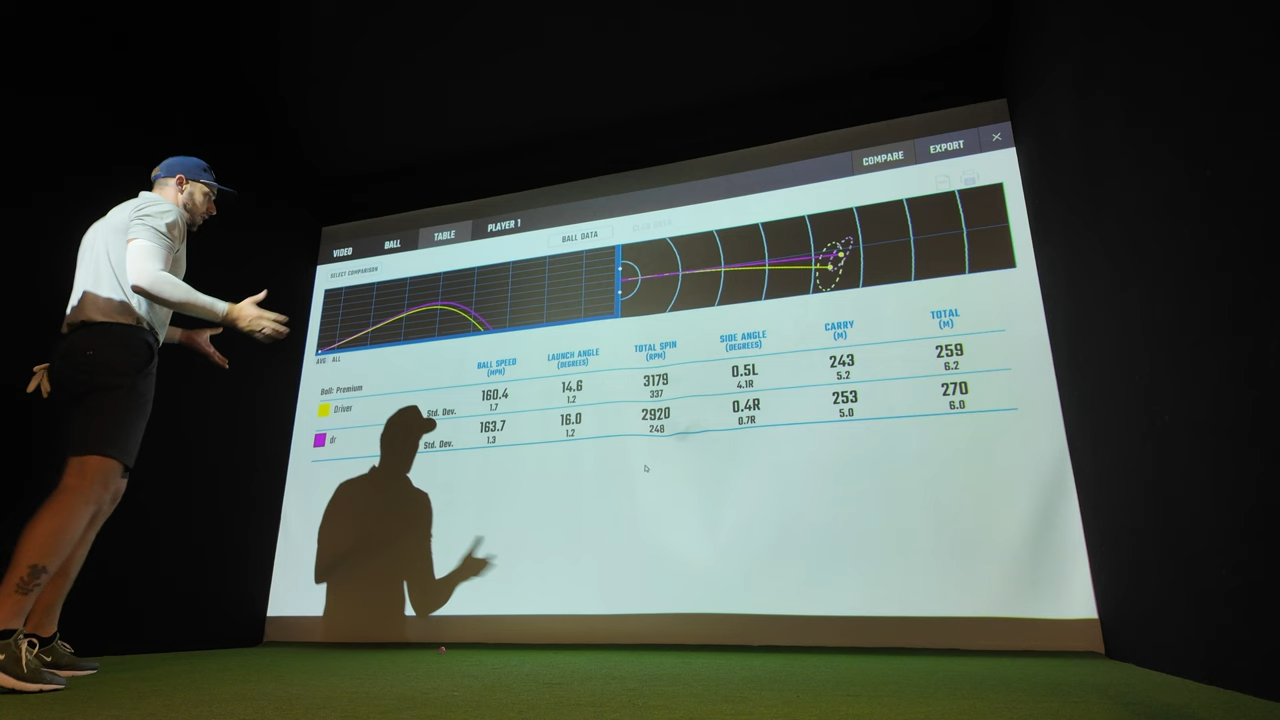 COMPARE EXPORT ×
VIDEO BALL TABLE PLAYER 1
BALL DATA
SELECT COMPARISON
AVG ALL
BALL SPEED (MPH) LAUNCH ANGLE (DEGREES) TOTAL SPIN (RPM) SIDE ANGLE (DEGREES) CARRY (M) TOTAL (M)
Ball: Premium
Driver 160.4 14.6 3179 0.5L 243 259
Std. Dev. 1.7 1.2 337 4.1R 5.2 6.2
dr 163.7 16.0 2920 0.4R 253 270
Std. Dev. 1.3 1.2 248 0.7R 5.0 6.0